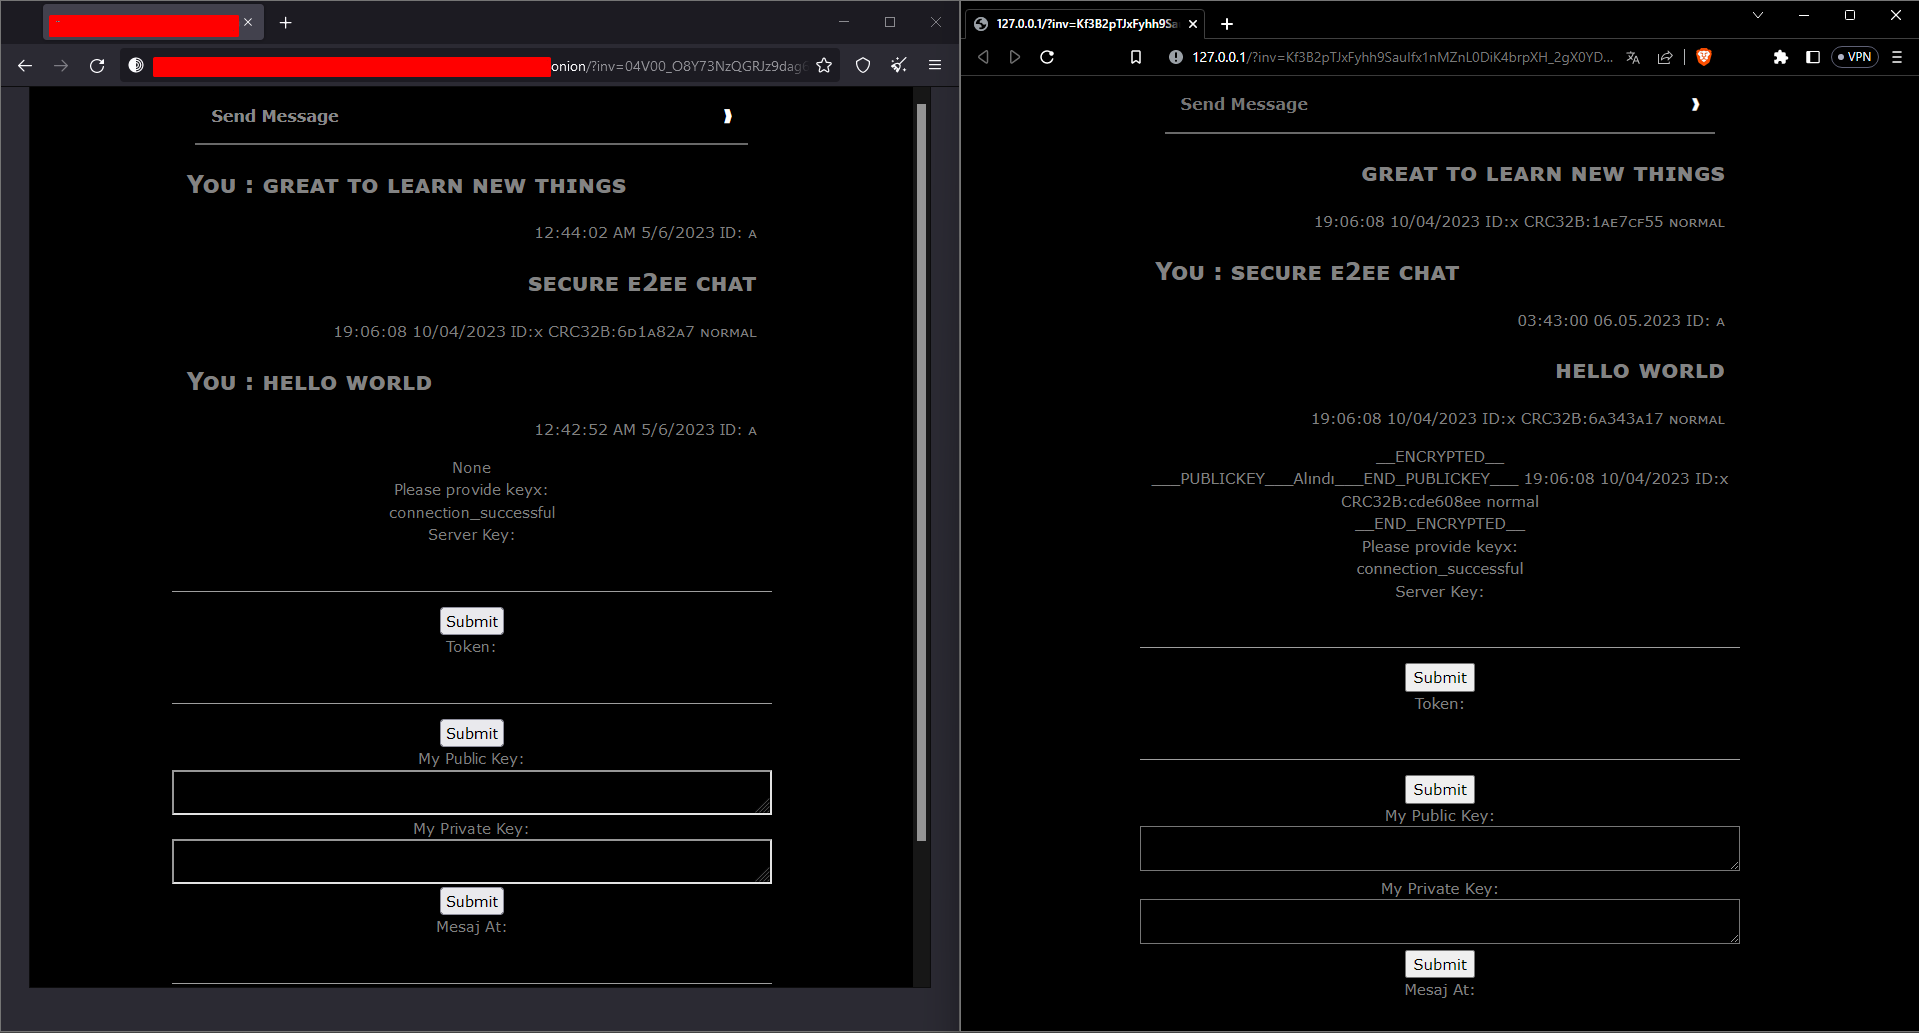 onion/?inv=04V00_O8Y73NzQGRJz9dag
Send Message
You : great to learn new things
12:44:02 AM 5/6/2023 ID: a
secure e2ee chat
19:06:08 10/04/2023 ID:x CRC32B:6d1a82a7 normal
You : hello world
12:42:52 AM 5/6/2023 ID: a
None
Please provide keyx:
connection_successful
Server Key:
Submit
Token:
Submit
My Public Key:
My Private Key:
Submit
Mesaj At:
127.0.0.1/?inv=Kf3B2pTJxFyhh9Sa
127.0.0.1/?inv=Kf3B2pTJxFyhh9SauIfx1nMZnL0DiK4brpXH_2gX0YD...
VPN
Send Message
great to learn new things
19:06:08 10/04/2023 ID:x CRC32B:1ae7cf55 normal
You : secure e2ee chat
03:43:00 06.05.2023 ID: a
hello world
19:06:08 10/04/2023 ID:x CRC32B:6a343a17 normal
__ENCRYPTED__
___PUBLICKEY___Alındı___END_PUBLICKEY___ 19:06:08 10/04/2023 ID:x
CRC32B:cde608ee normal
__END_ENCRYPTED__
Please provide keyx:
connection_successful
Server Key:
Submit
Token:
Submit
My Public Key:
My Private Key:
Submit
Mesaj At: